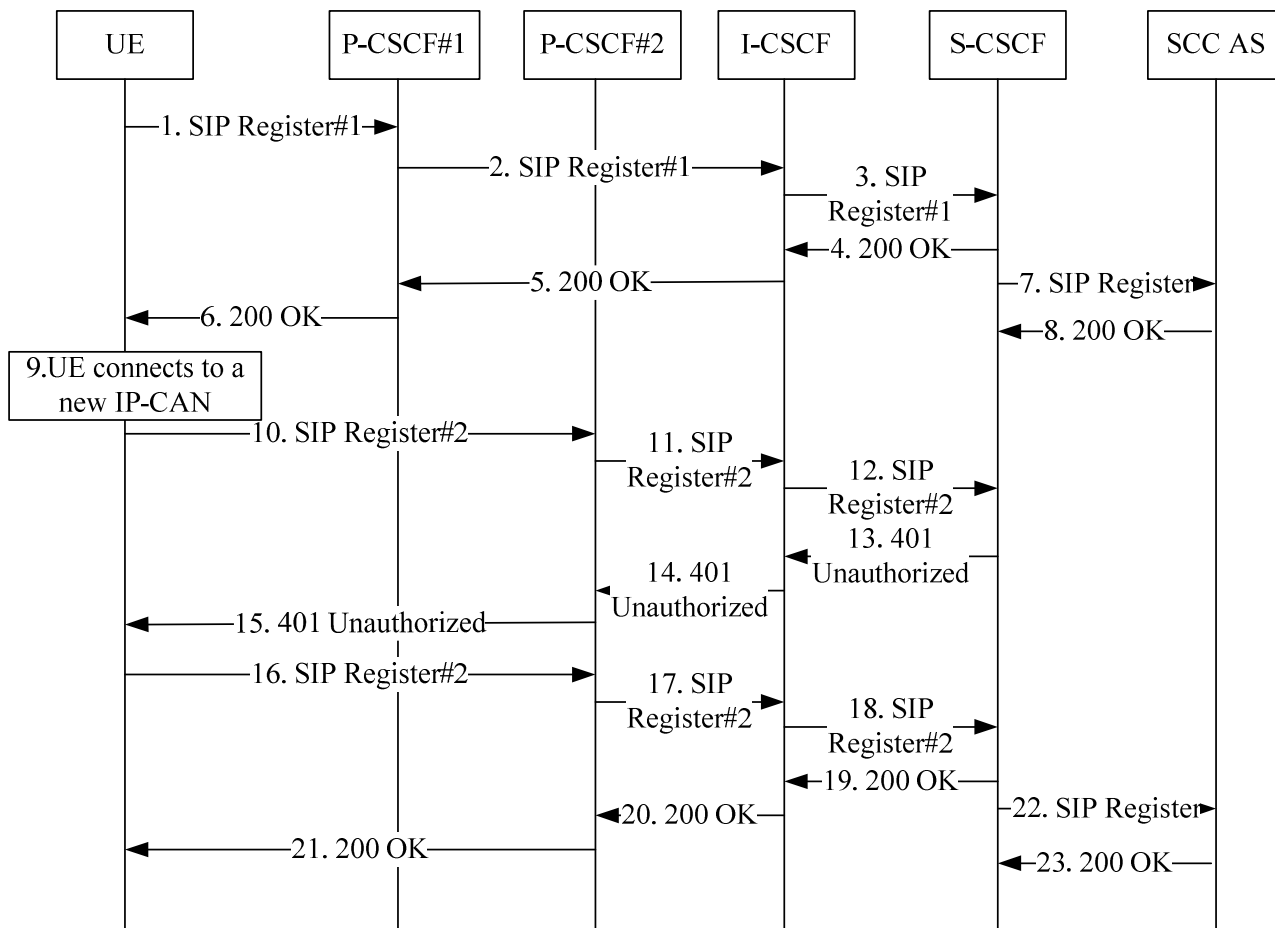 UE
P-CSCF#1
P-CSCF#2
I-CSCF
S-CSCF
SCC AS
1. SIP Register#1
2. SIP Register#1
3. SIP
Register#1
4. 200 OK
5. 200 OK
7. SIP Register
6. 200 OK
8. 200 OK
9.UE connects to a
new IP-CAN
10. SIP Register#2
11. SIP
Register#2
12. SIP
Register#2
13. 401
Unauthorized
14. 401
Unauthorized
15. 401 Unauthorized
16. SIP Register#2
17. SIP
Register#2
18. SIP
Register#2
19. 200 OK
20. 200 OK
22. SIP Register
21. 200 OK
23. 200 OK